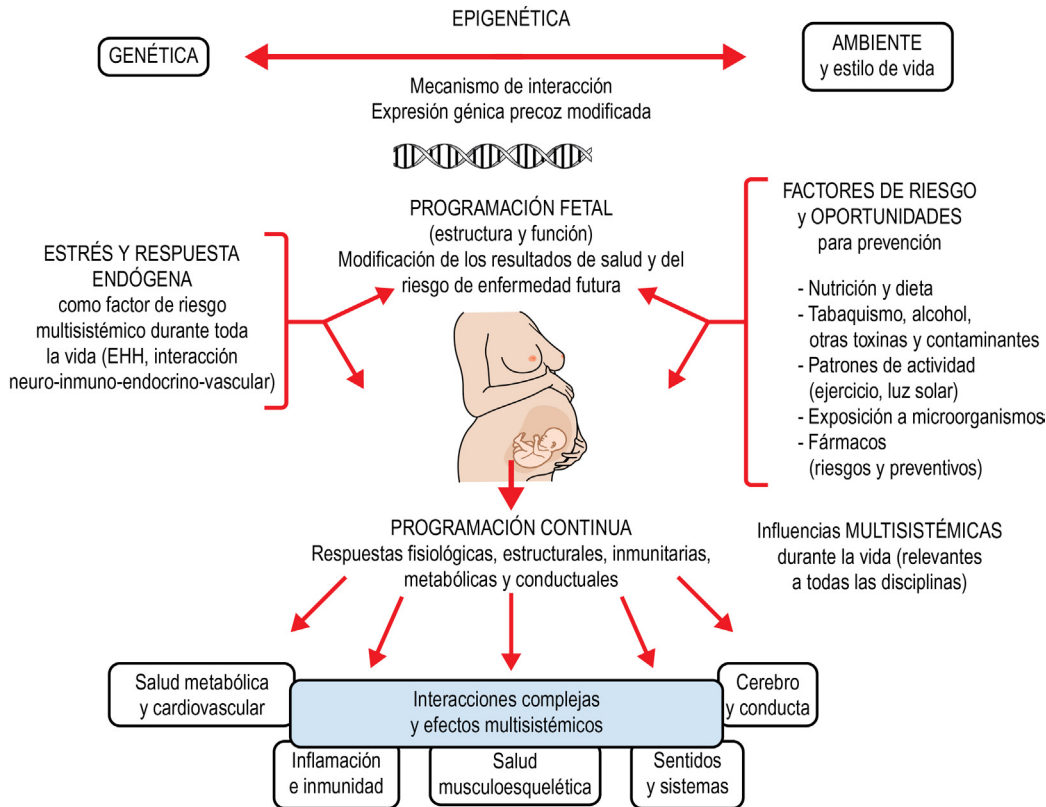 EPIGENÉTICA
GENÉTICA
AMBIENTE
y estilo de vida
Mecanismo de interacción
Expresión génica precoz modificada
PROGRAMACIÓN FETAL
(estructura y función)
Modificación de los resultados de salud y del
riesgo de enfermedad futura
ESTRÉS Y RESPUESTA
ENDÓGENA
como factor de riesgo
multisistémico durante toda
la vida (EHH, interacción
neuro-inmuno-endocrino-vascular)
FACTORES DE RIESGO
y OPORTUNIDADES
para prevención
- Nutrición y dieta
- Tabaquismo, alcohol,
otras toxinas y contaminantes
- Patrones de actividad
(ejercicio, luz solar)
- Exposición a microorganismos
- Fármacos
(riesgos y preventivos)
PROGRAMACIÓN CONTINUA
Respuestas fisiológicas, estructurales, inmunitarias,
metabólicas y conductuales
Influencias MULTISISTÉMICAS
durante la vida (relevantes
a todas las disciplinas)
Salud metabólica
y cardiovascular
Interacciones complejas
y efectos multisistémicos
Cerebro
y conducta
Inflamación
e inmunidad
Salud
musculoesquelética
Sentidos
y sistemas